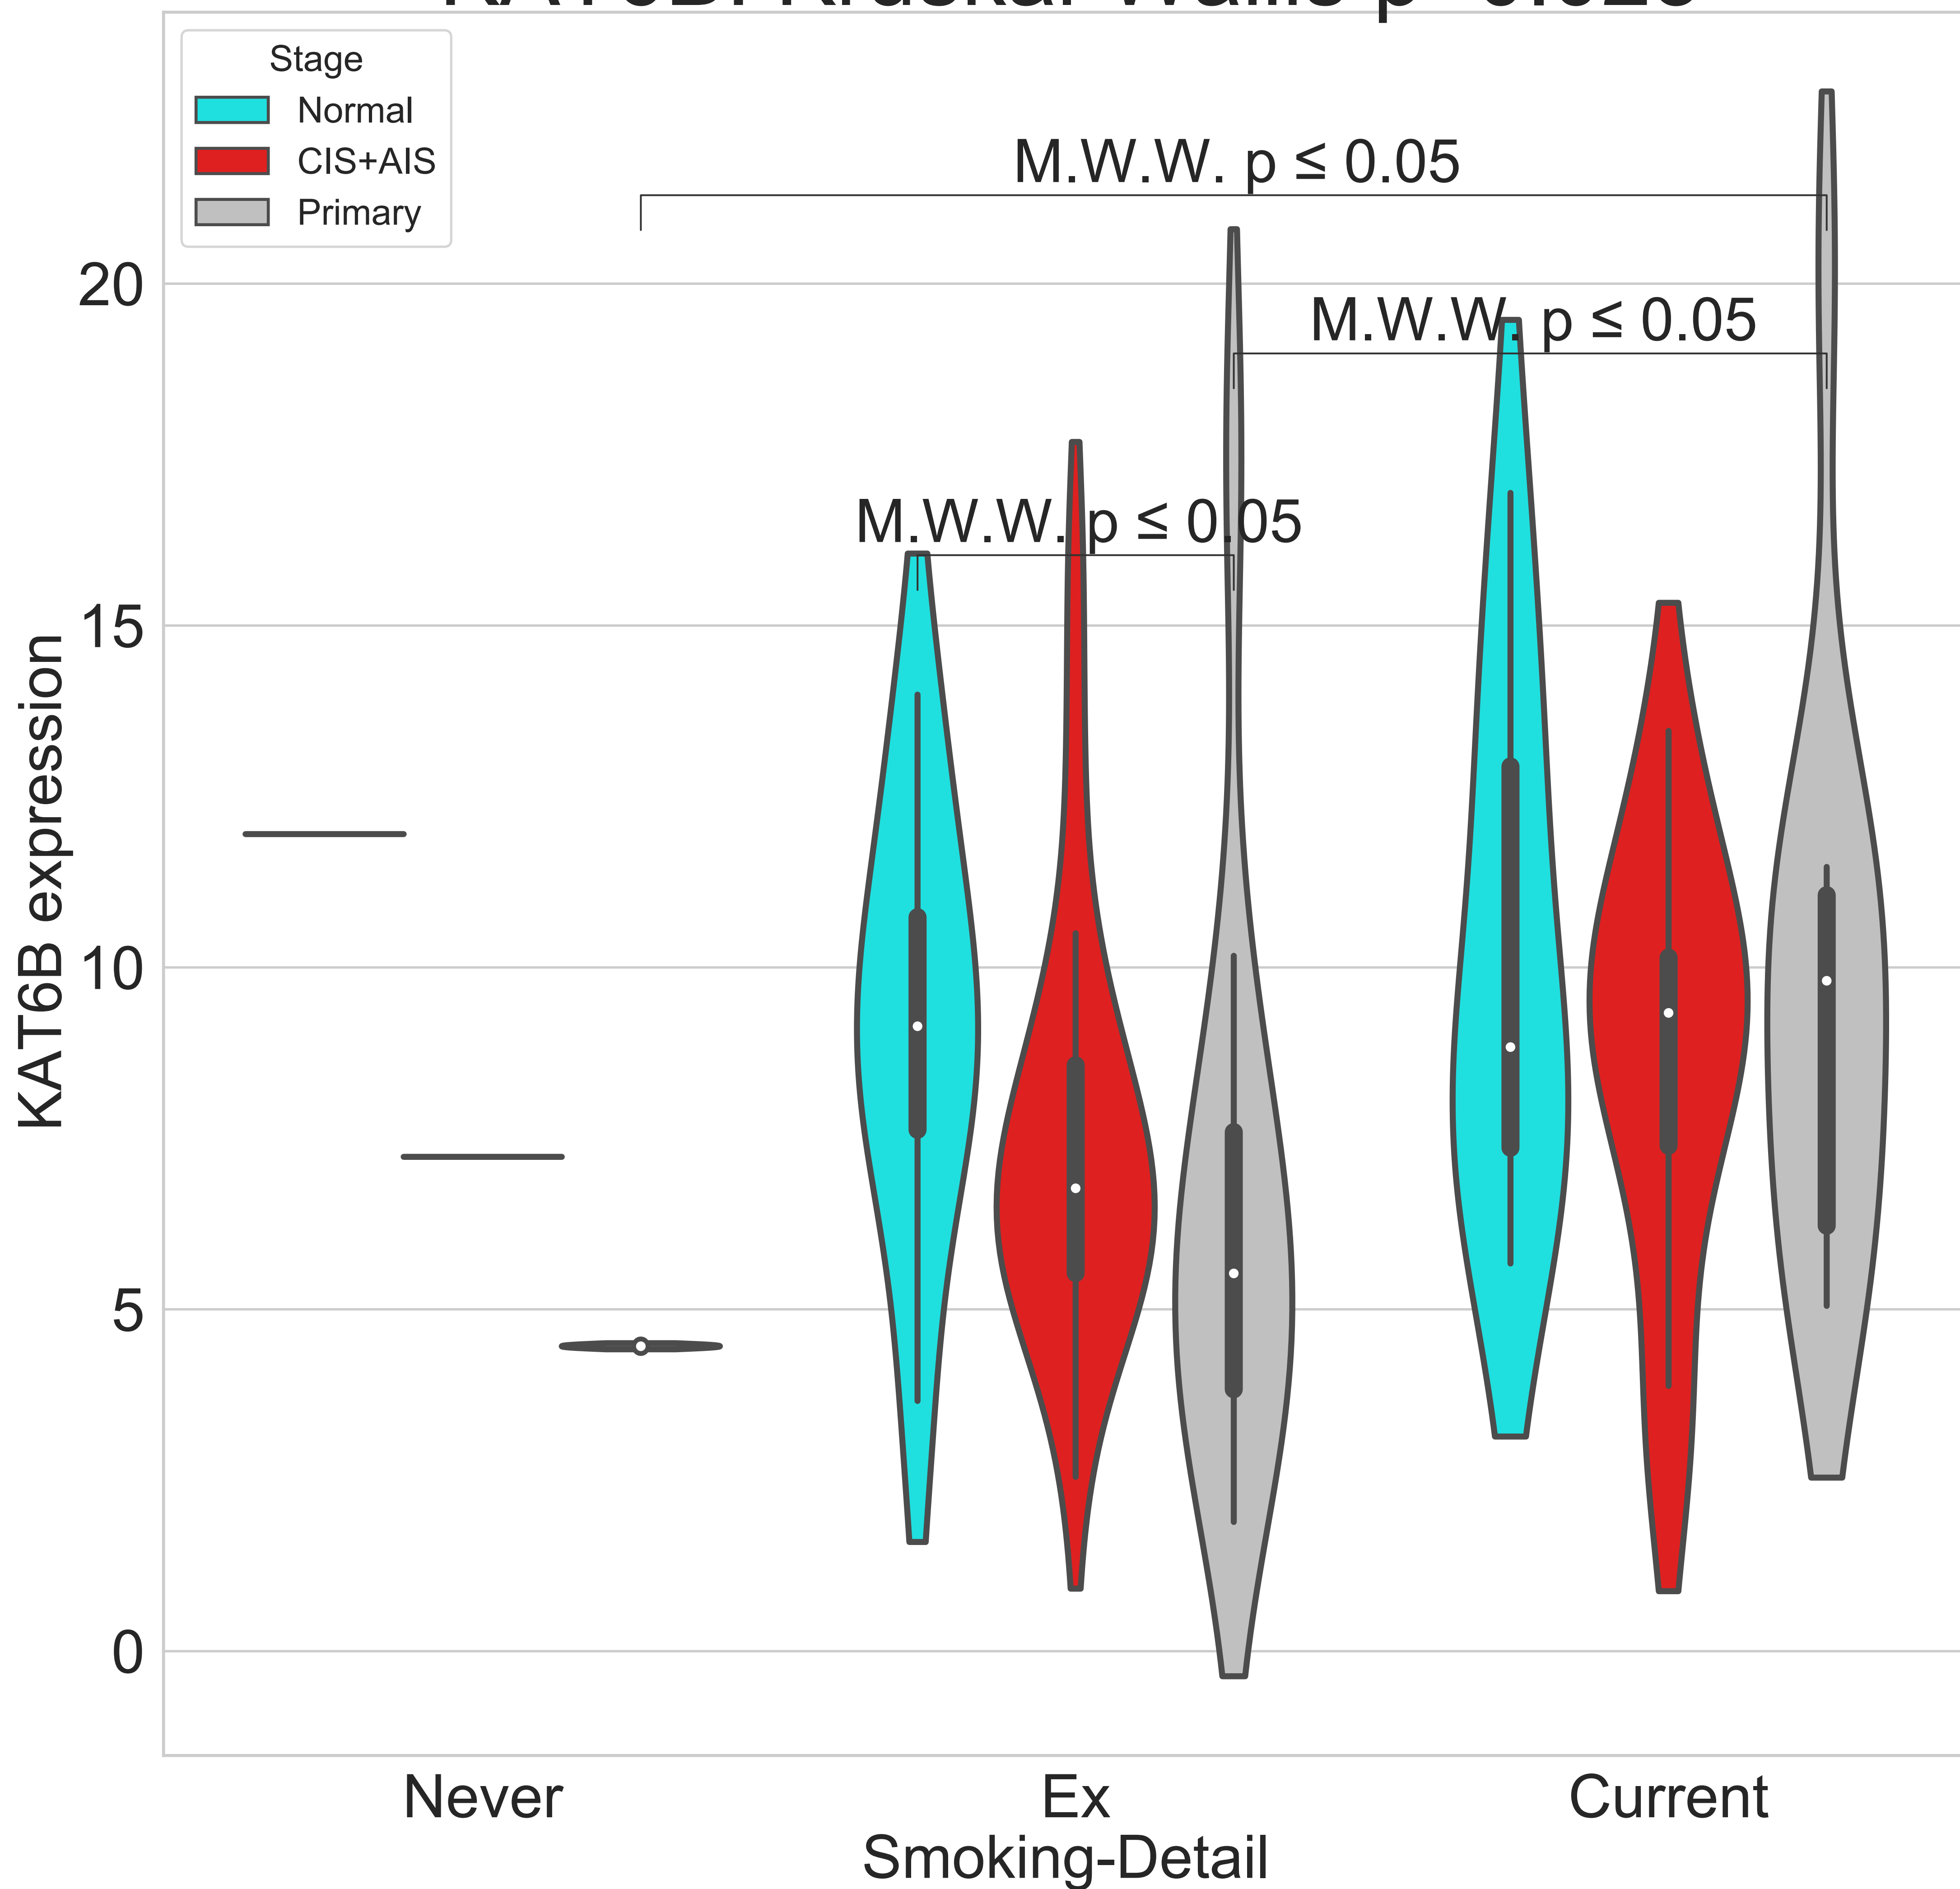 Stage
Normal
CIS+AIS
Primary
M.W.W. p ≤ 0.05
M.W.W. p ≤ 0.05
M.W.W. p ≤ 0.05
20
15
10
5
0
KAT6B expression
Never
Ex
Current
Smoking-Detail